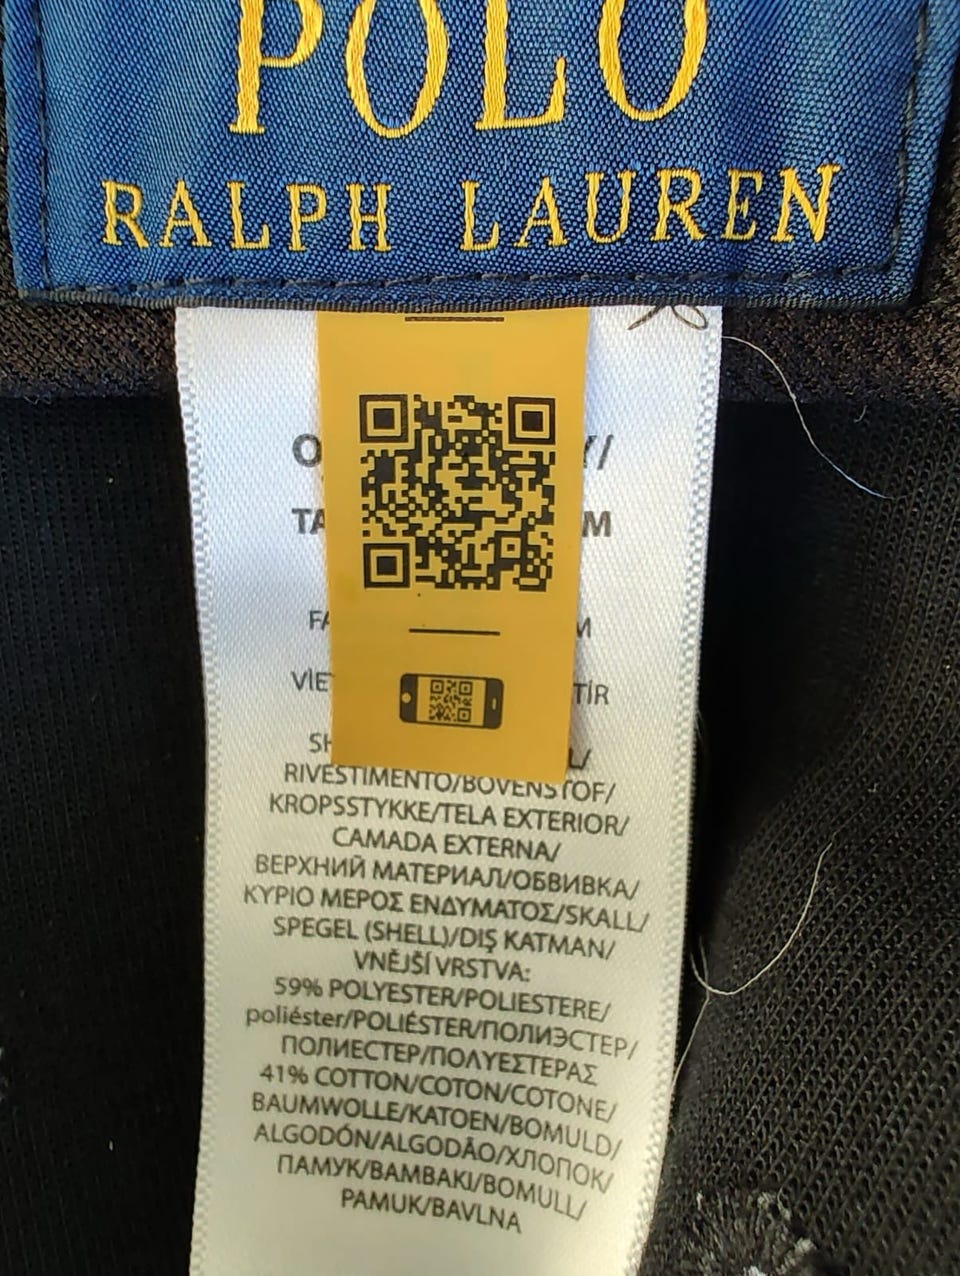 POLO
RALPH LAUREN
RIVESTIMENTO/BOVENSTOF/
KROPSSTYKKE/TELA EXTERIOR/
CAMADA EXTERNA/
ВЕРХНИЙ МАТЕРИАЛ/ОБВИВКА/
ΚΥΡΙΟ ΜΕΡΟΣ ΕΝΔΥΜΑΤΟΣ/SKALL/
SPEGEL (SHELL)/DIŞ KATMAN/
VNĚJŠÍ VRSTVA:
59% POLYESTER/POLIESTERE/
poliéster/POLIÉSTER/ПОЛИЭСТЕР/
ПОЛИЕСТЕР/ΠΟΛΥΕΣΤΕΡΑΣ
41% COTTON/COTON/COTONE/
BAUMWOLLE/KATOEN/BOMULD/
ALGODÓN/ALGODÃO/ХЛОПОК/
ПАМУК/ΒΑΜΒΑΚΙ/BOMULL/
PAMUK/BAVLNA